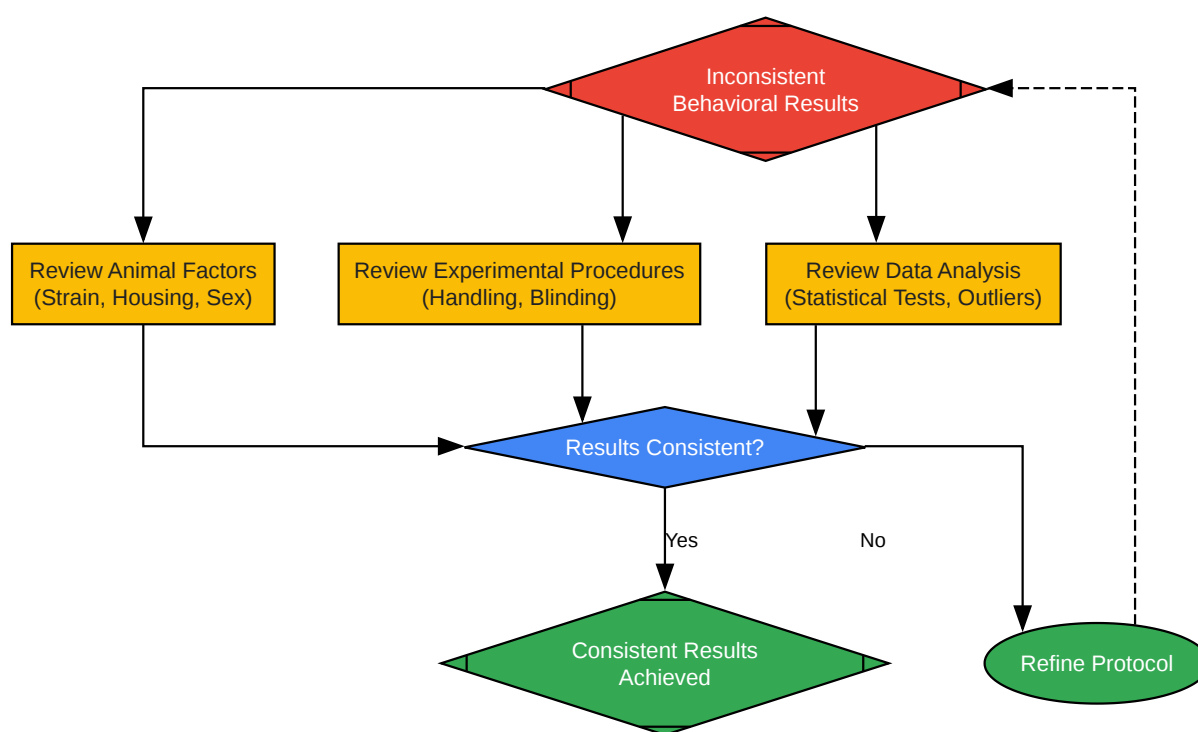 Inconsistent
Behavioral Results
Review Animal Factors
(Strain, Housing, Sex)
Review Experimental Procedures
(Handling, Blinding)
Review Data Analysis
(Statistical Tests, Outliers)
Results Consistent?
Yes
No
Consistent Results
Achieved
Refine Protocol